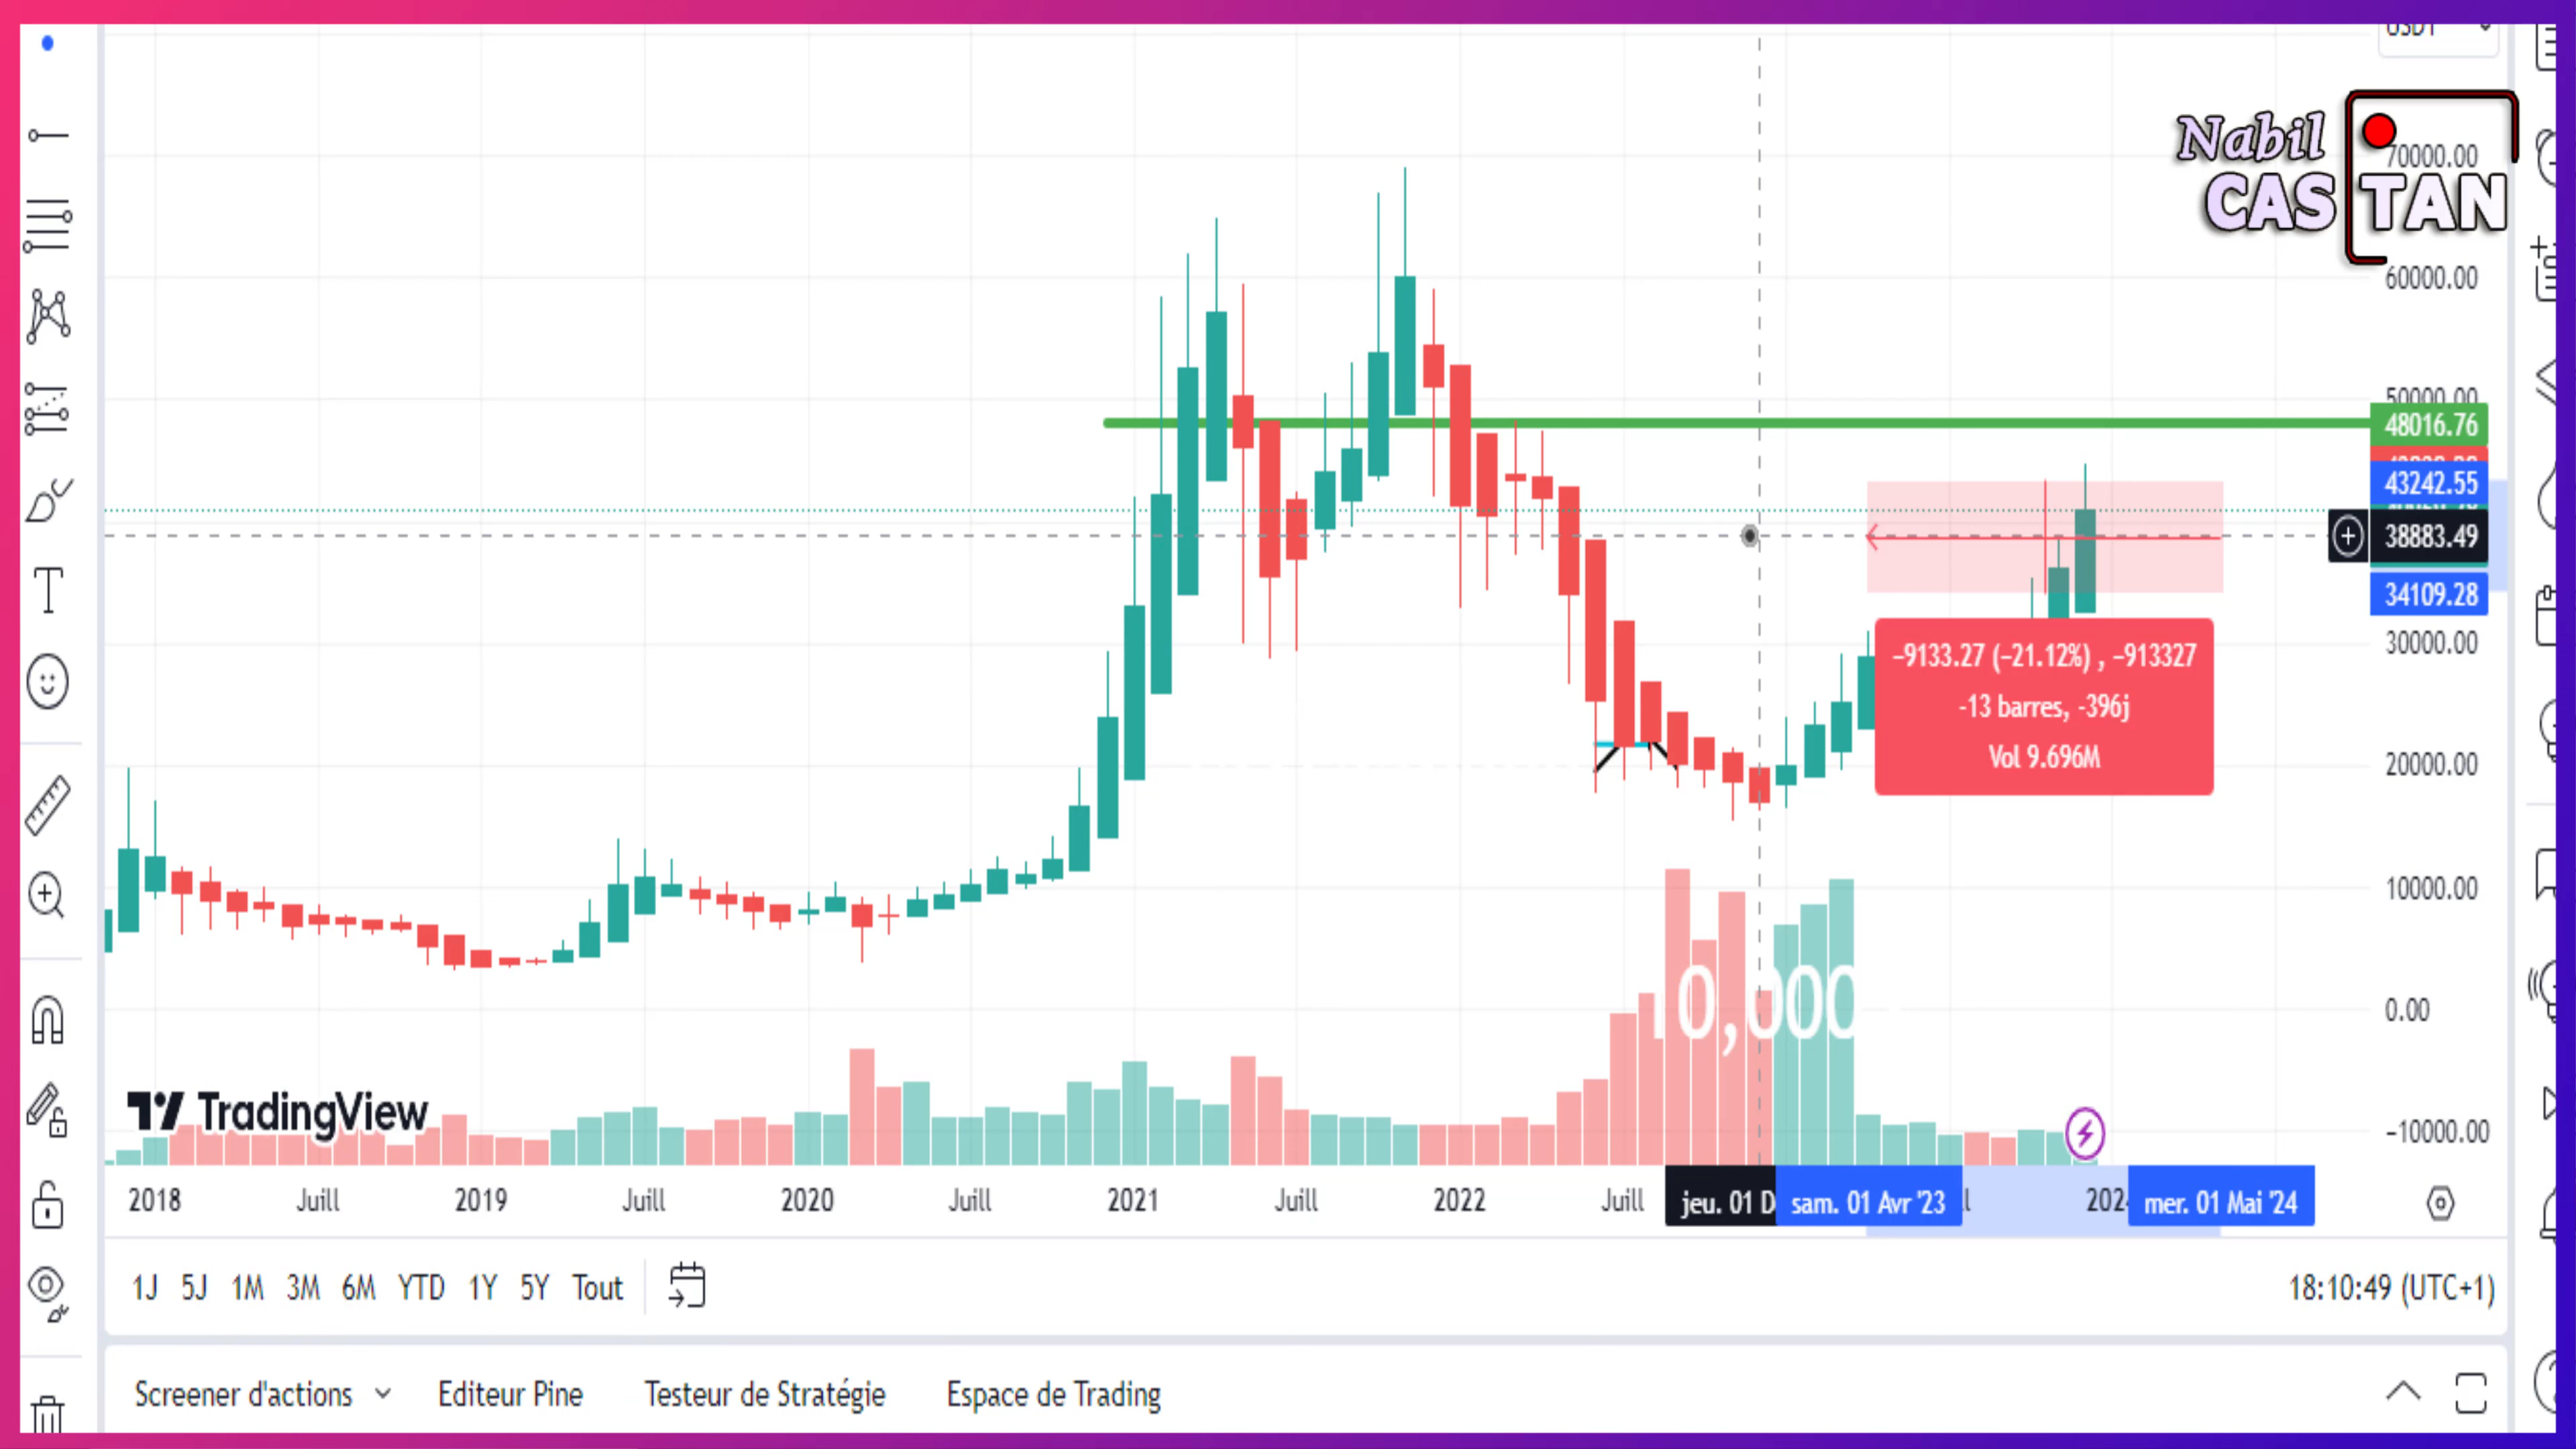 USDT
Nabil
CASTAN
70000.00
60000.00
50000.00
48016.76
43242.55
38883.49
34109.28
30000.00
20000.00
10000.00
0.00
-10000.00
-9133.27 (-21.12%) , -913327
-13 barres, -396j
Vol 9.696M
0,000
TradingView
2018 Juill 2019 Juill 2020 Juill 2021 Juill 2022 Juill jeu. 01 D sam. 01 Avr '23 mer. 01 Mai '24
1J 5J 1M 3M 6M YTD 1Y 5Y Tout
18:10:49 (UTC+1)
Screener d'actions Editeur Pine Testeur de Stratégie Espace de Trading